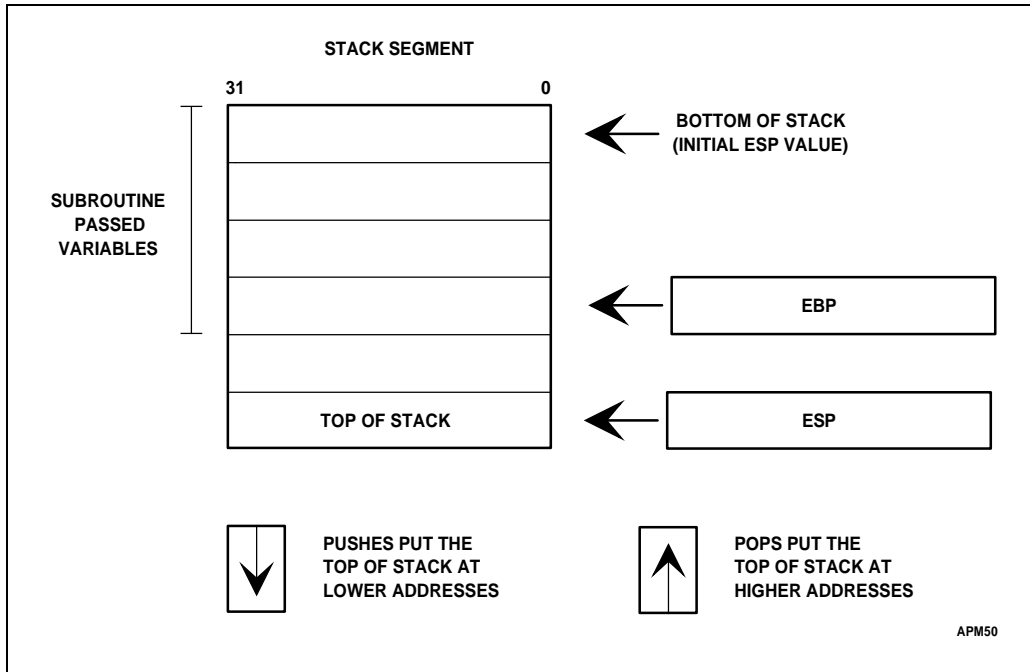 STACK SEGMENT
31 0
BOTTOM OF STACK
(INITIAL ESP VALUE)
SUBROUTINE
PASSED
VARIABLES
EBP
TOP OF STACK
ESP
PUSHES PUT THE
TOP OF STACK AT
LOWER ADDRESSES
POPS PUT THE
TOP OF STACK AT
HIGHER ADDRESSES
APM50